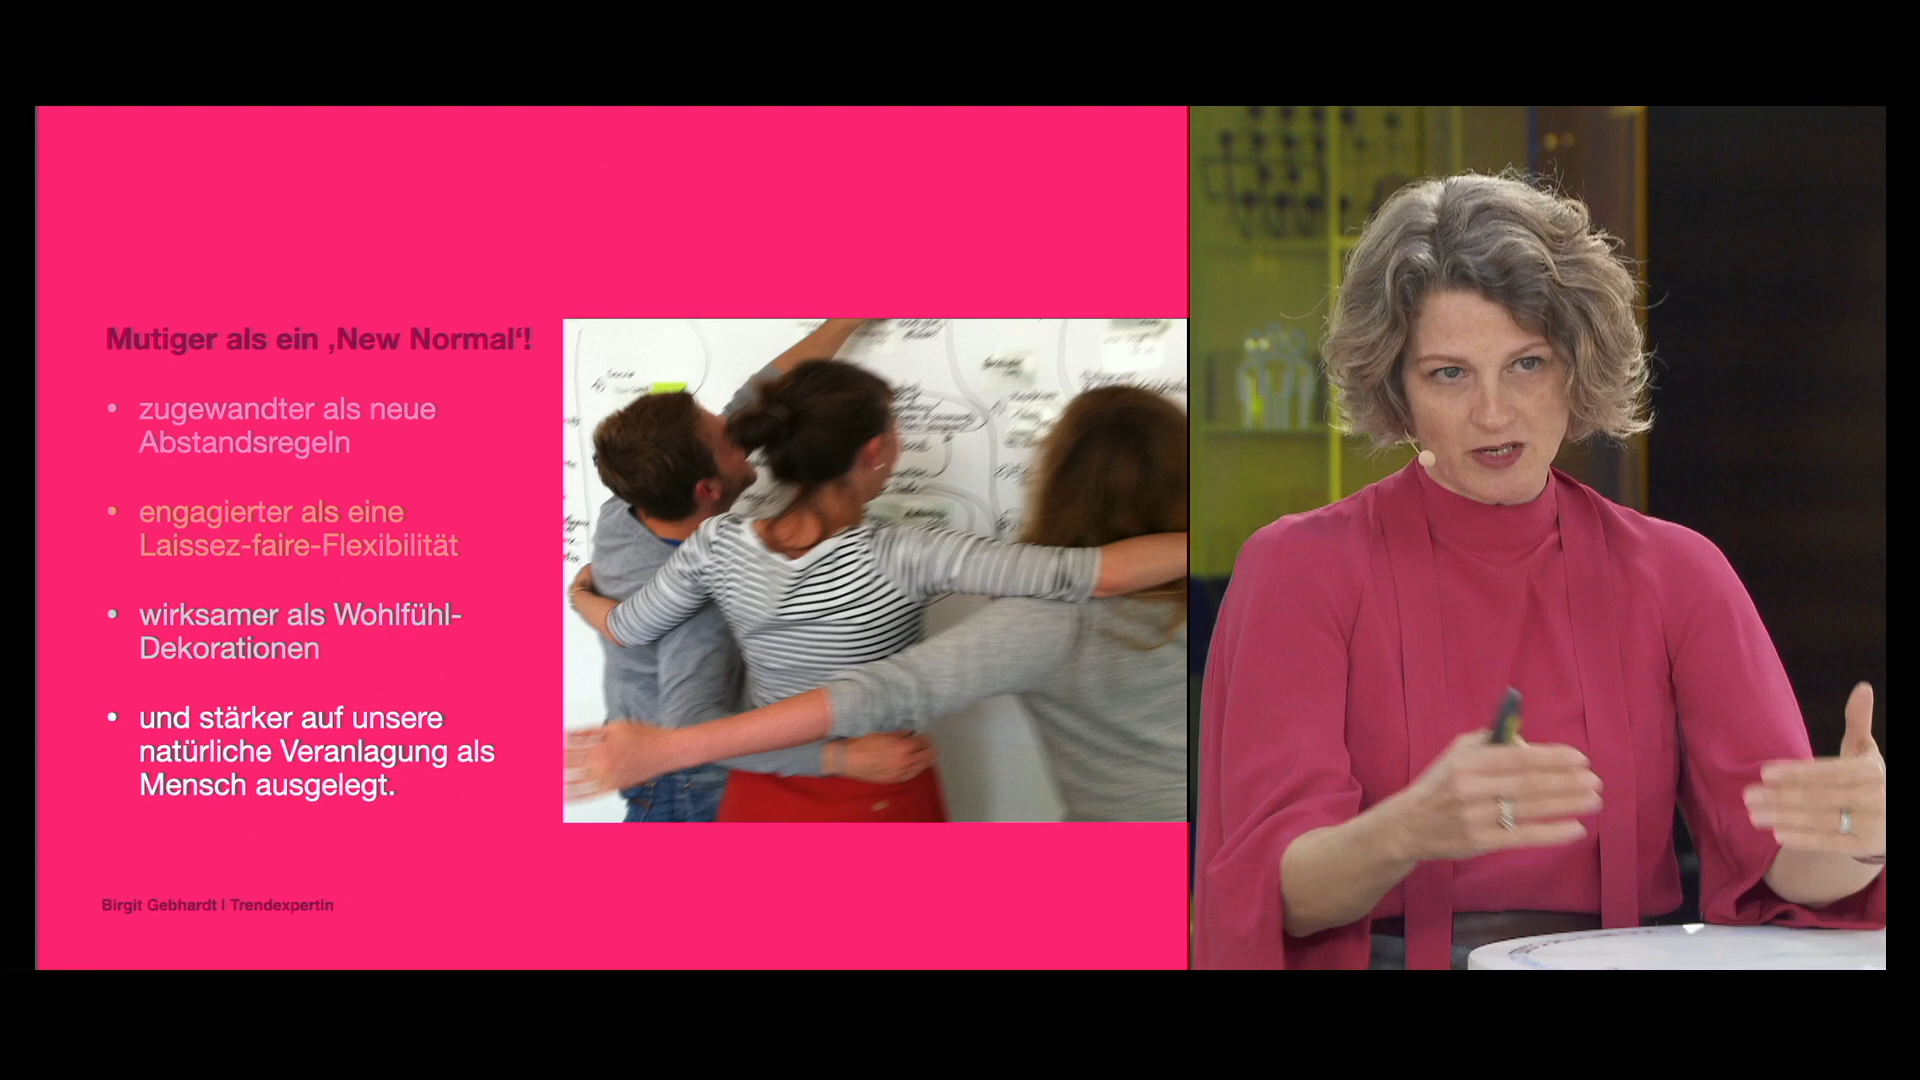 Mutiger als ein ‚New Normal‘!
• zugewandter als neue
Abstandsregeln
• engagierter als eine
Laissez-faire-Flexibilität
• wirksamer als Wohlfühl-
Dekorationen
• und stärker auf unsere
natürliche Veranlagung als
Mensch ausgelegt.
Birgit Gebhardt I Trendexpertin